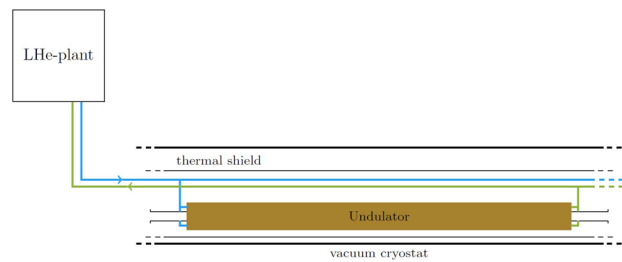 LHe-plant
thermal shield
Undulator
vacuum cryostat